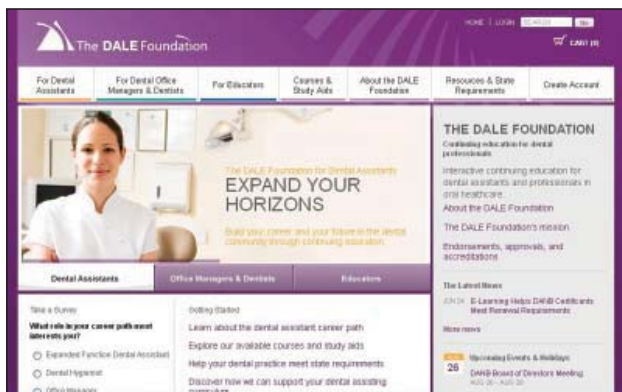 HOME | LOGIN SEARCH Go
The DALE Foundation
CART (0)
For Dental Assistants
For Dental Office Managers & Dentists
For Educators
Courses & Study Aids
About the DALE Foundation
Resources & State Requirements
Create Account
The DALE Foundation for Dental Assistants
EXPAND YOUR
HORIZONS
Build your career and your future in the dental
community through continuing education.
Dental Assistants
Office Managers & Dentists
Educators
Take a Survey
What role in your career path most
interests you?
Expanded Function Dental Assistant
Dental Hygienist
Office Manager
Getting Started
Learn about the dental assistant career path
Explore our available courses and study aids
Help your dental practice meet state requirements
Discover how we can support your dental assisting
THE DALE FOUNDATION
Continuing education for dental
professionals
Interactive continuing education for
dental assistants and professionals in
oral healthcare.
About the DALE Foundation
The DALE Foundation's mission
Endorsements, approvals, and
accreditations
The Latest News
E-Learning Helps DANB Certificants
Meet Renewal Requirements
More news
26
Upcoming Events & Holidays
DANB Board of Directors Meeting